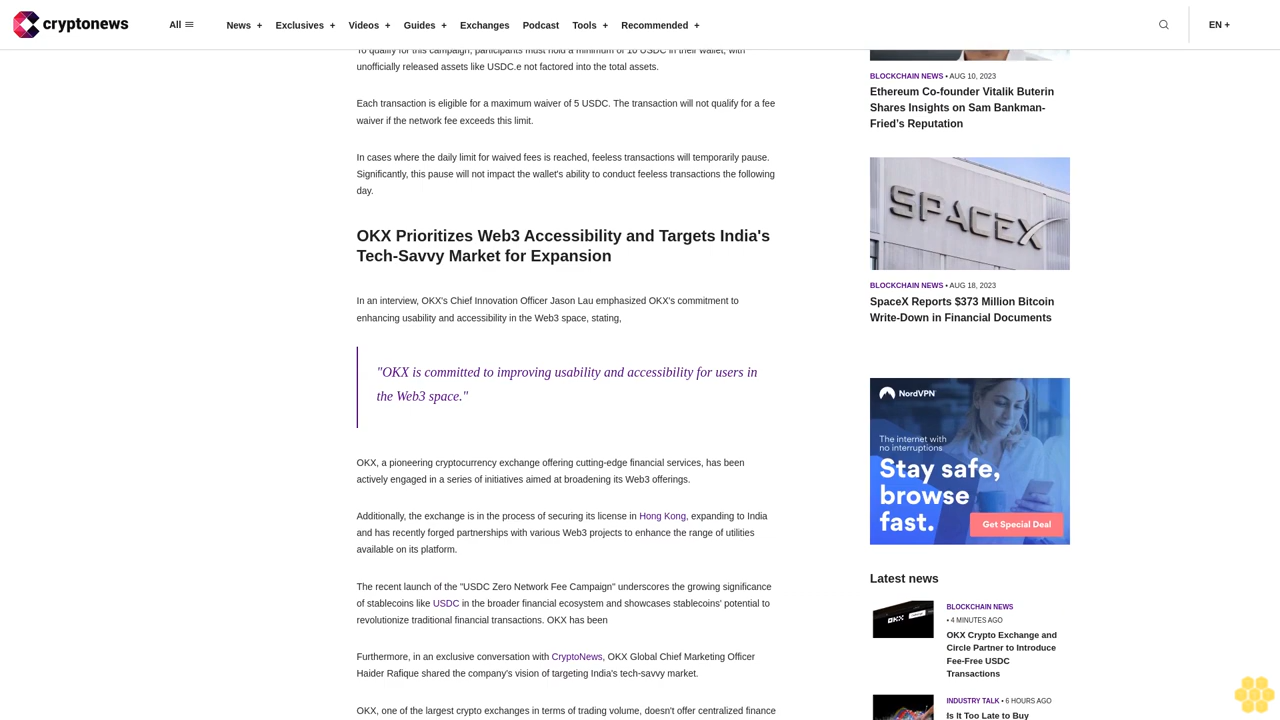 cryptonews
All
News +
Exclusives +
Videos +
Guides +
Exchanges
Podcast
Tools +
Recommended +
EN +
To qualify for this campaign, participants must hold a minimum of 10 USDC in their wallet, with
unofficially released assets like USDC.e not factored into the total assets.
Each transaction is eligible for a maximum waiver of 5 USDC. The transaction will not qualify for a fee
waiver if the network fee exceeds this limit.
In cases where the daily limit for waived fees is reached, feeless transactions will temporarily pause.
Significantly, this pause will not impact the wallet's ability to conduct feeless transactions the following
day.
OKX Prioritizes Web3 Accessibility and Targets India's
Tech-Savvy Market for Expansion
In an interview, OKX's Chief Innovation Officer Jason Lau emphasized OKX's commitment to
enhancing usability and accessibility in the Web3 space, stating,
"OKX is committed to improving usability and accessibility for users in
the Web3 space."
OKX, a pioneering cryptocurrency exchange offering cutting-edge financial services, has been
actively engaged in a series of initiatives aimed at broadening its Web3 offerings.
Additionally, the exchange is in the process of securing its license in Hong Kong, expanding to India
and has recently forged partnerships with various Web3 projects to enhance the range of utilities
available on its platform.
The recent launch of the "USDC Zero Network Fee Campaign" underscores the growing significance
of stablecoins like USDC in the broader financial ecosystem and showcases stablecoins' potential to
revolutionize traditional financial transactions. OKX has been
Furthermore, in an exclusive conversation with CryptoNews, OKX Global Chief Marketing Officer
Haider Rafique shared the company's vision of targeting India's tech-savvy market.
OKX, one of the largest crypto exchanges in terms of trading volume, doesn't offer centralized finance
BLOCKCHAIN NEWS • AUG 10, 2023
Ethereum Co-founder Vitalik Buterin
Shares Insights on Sam Bankman-
Fried's Reputation
SPACEX
BLOCKCHAIN NEWS • AUG 18, 2023
SpaceX Reports $373 Million Bitcoin
Write-Down in Financial Documents
NordVPN
The internet with
no interruptions
Stay safe,
browse
fast.
Get Special Deal
Latest news
OKX
BLOCKCHAIN NEWS
• 4 MINUTES AGO
OKX Crypto Exchange and
Circle Partner to Introduce
Fee-Free USDC
Transactions
INDUSTRY TALK • 6 HOURS AGO
Is It Too Late to Buy